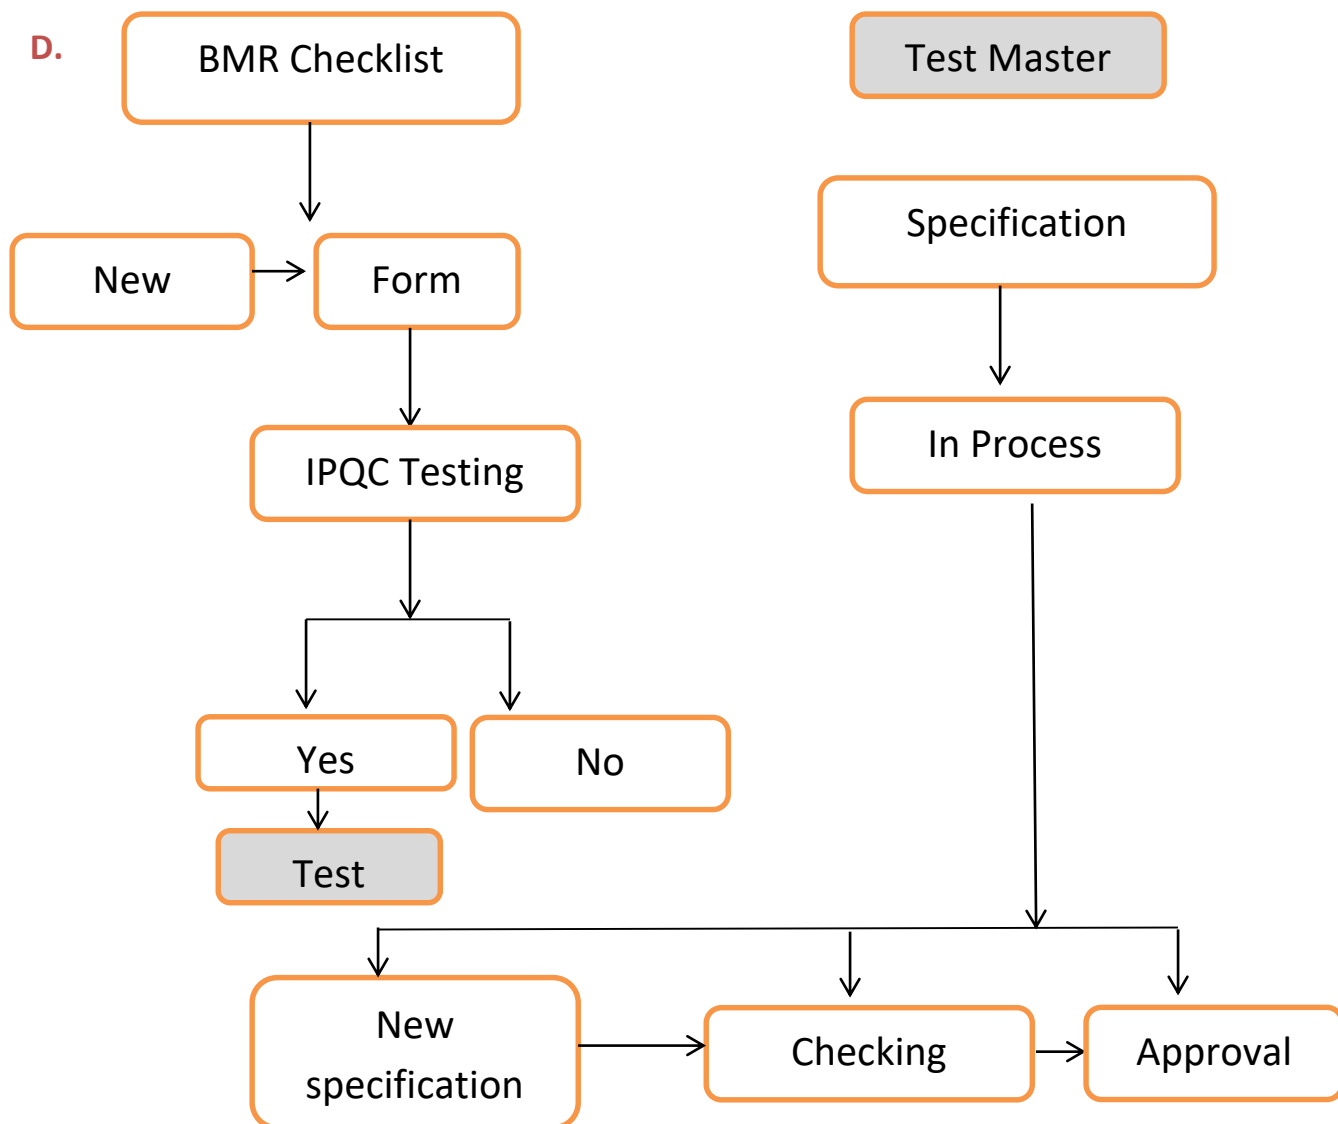 D.
BMR Checklist
Test Master
Specification
New
Form
In Process
IPQC Testing
Yes
No
Test
New
specification
Checking
Approval